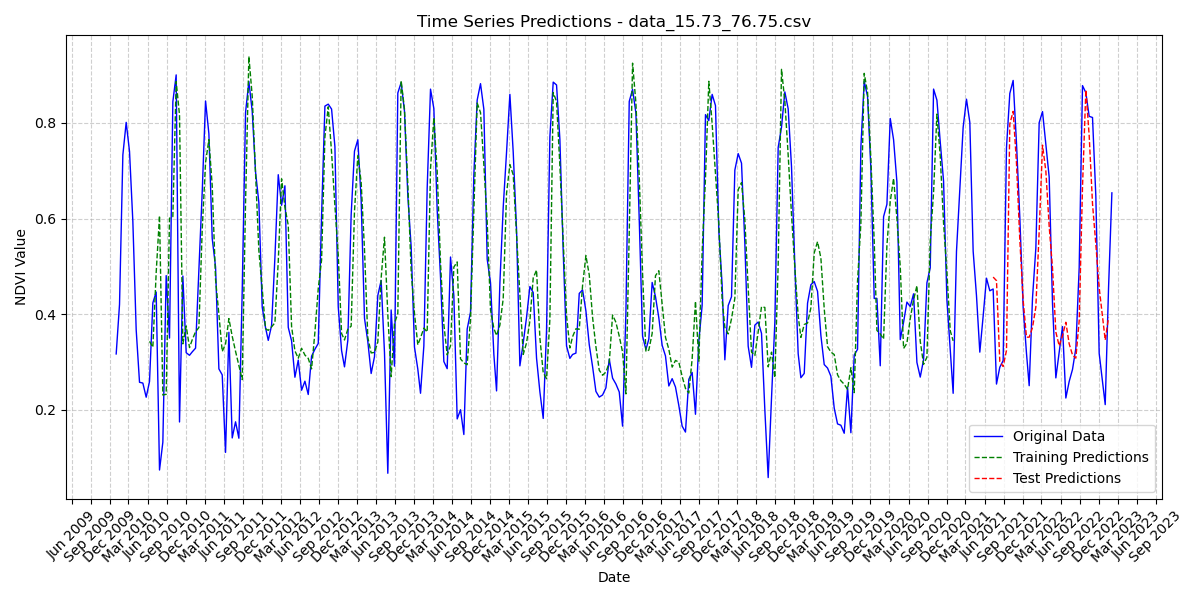 Time Series Predictions - data_15.73_76.75.csv
NDVI Value
0.8
0.6
0.4
0.2
Original Data
Training Predictions
Test Predictions
Jun 2009
Sep 2009
Dec 2009
Mar 2010
Jun 2010
Sep 2010
Dec 2010
Mar 2011
Jun 2011
Sep 2011
Dec 2011
Mar 2012
Jun 2012
Sep 2012
Dec 2012
Mar 2013
Jun 2013
Sep 2013
Dec 2013
Mar 2014
Jun 2014
Sep 2014
Dec 2014
Mar 2015
Jun 2015
Sep 2015
Dec 2015
Mar 2016
Jun 2016
Sep 2016
Dec 2016
Mar 2017
Jun 2017
Sep 2017
Dec 2017
Mar 2018
Jun 2018
Sep 2018
Dec 2018
Mar 2019
Jun 2019
Sep 2019
Dec 2019
Mar 2020
Jun 2020
Sep 2020
Dec 2020
Mar 2021
Jun 2021
Sep 2021
Dec 2021
Mar 2022
Jun 2022
Sep 2022
Dec 2022
Mar 2023
Jun 2023
Sep 2023
Date